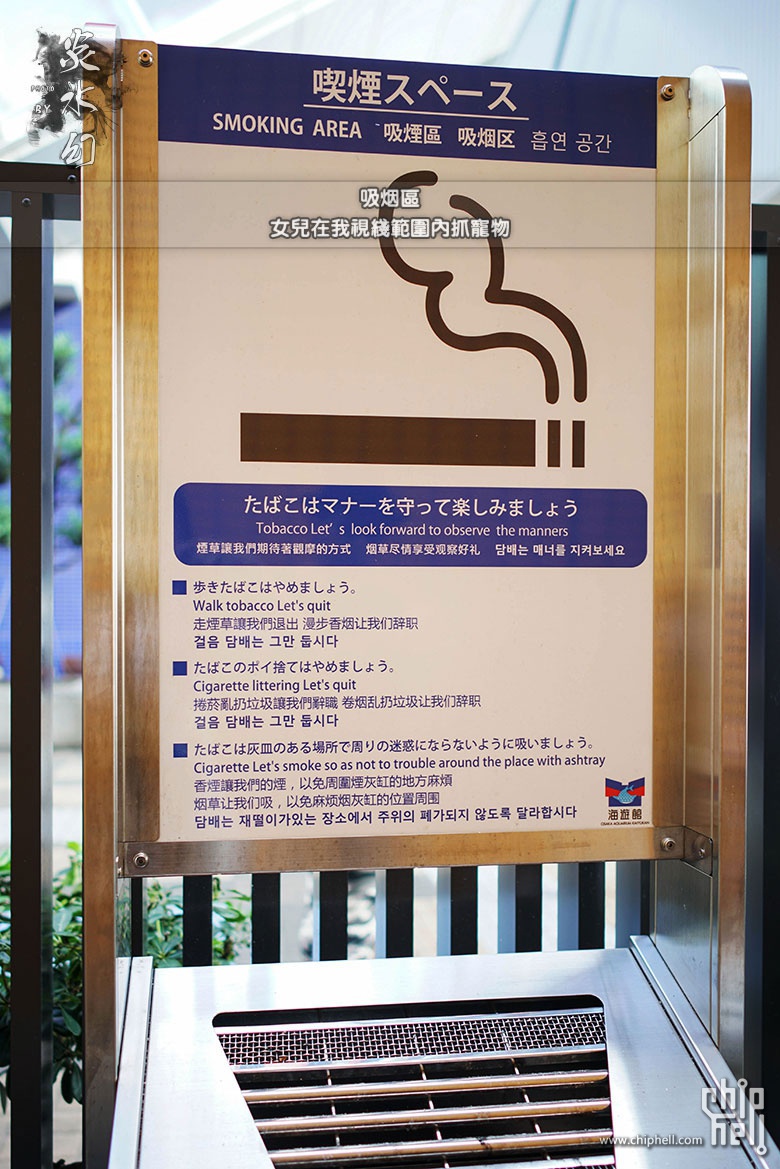 泉水幻
PHOTO
BY
喫煙スペース
SMOKING AREA 吸煙區 吸烟区 흡연 공간
吸烟區
女兒在我視綫範圍內抓寵物
たばこはマナーを守って楽しみましょう
Tobacco Let's look forward to observe the manners
煙草讓我們期待著觀摩的方式 烟草尽情享受观察好礼 담배는 매너를 지켜보세요
■ 歩きたばこはやめましょう。
Walk tobacco Let's quit
走煙草讓我們退出 漫步香烟让我们辞职
걸음 담배는 그만 둡시다
■ たばこのポイ捨てはやめましょう。
Cigarette littering Let's quit
捲菸亂扔垃圾讓我們辭職 卷烟乱扔垃圾让我们辞职
걸음 담배는 그만 둡시다
■ たばこは灰皿のある場所で周りの迷惑にならないように吸いましょう。
Cigarette Let's smoke so as not to trouble around the place with ashtray
香煙讓我們的煙，以免周圍煙灰缸的地方麻煩
烟草让我们吸，以免麻烦烟灰缸的位置周围
담배는 재떨이가있는 장소에서 주위의 폐가되지 않도록 달라합시다
海遊館
OSAKA AQUARIUM KAIYUKAN
www.chiphell.com
chip
hell